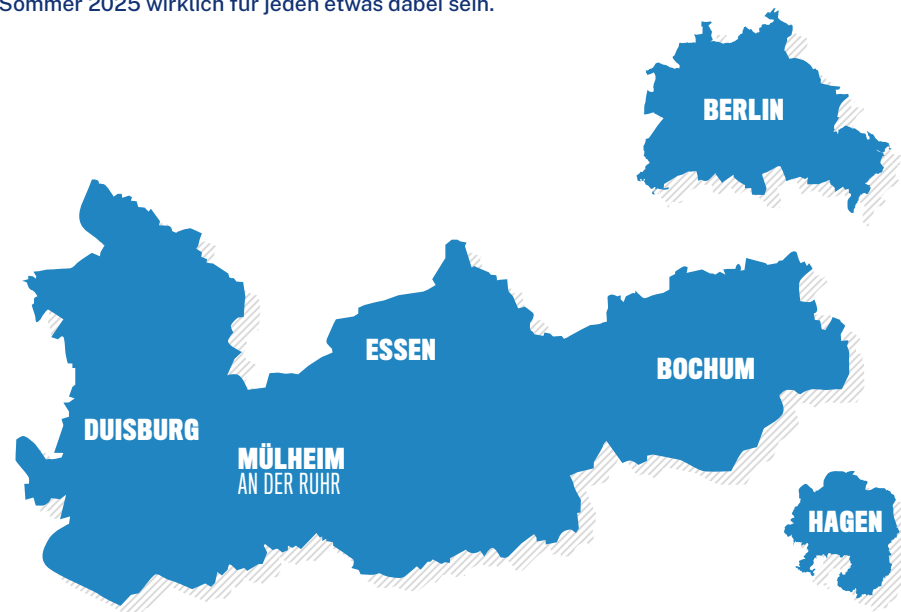 Sommer 2025 wirklich für jeden etwas dabei sein.
BERLIN
ESSEN
BOCHUM
DUISBURG
MÜLHEIM
AN DER RUHR
HAGEN